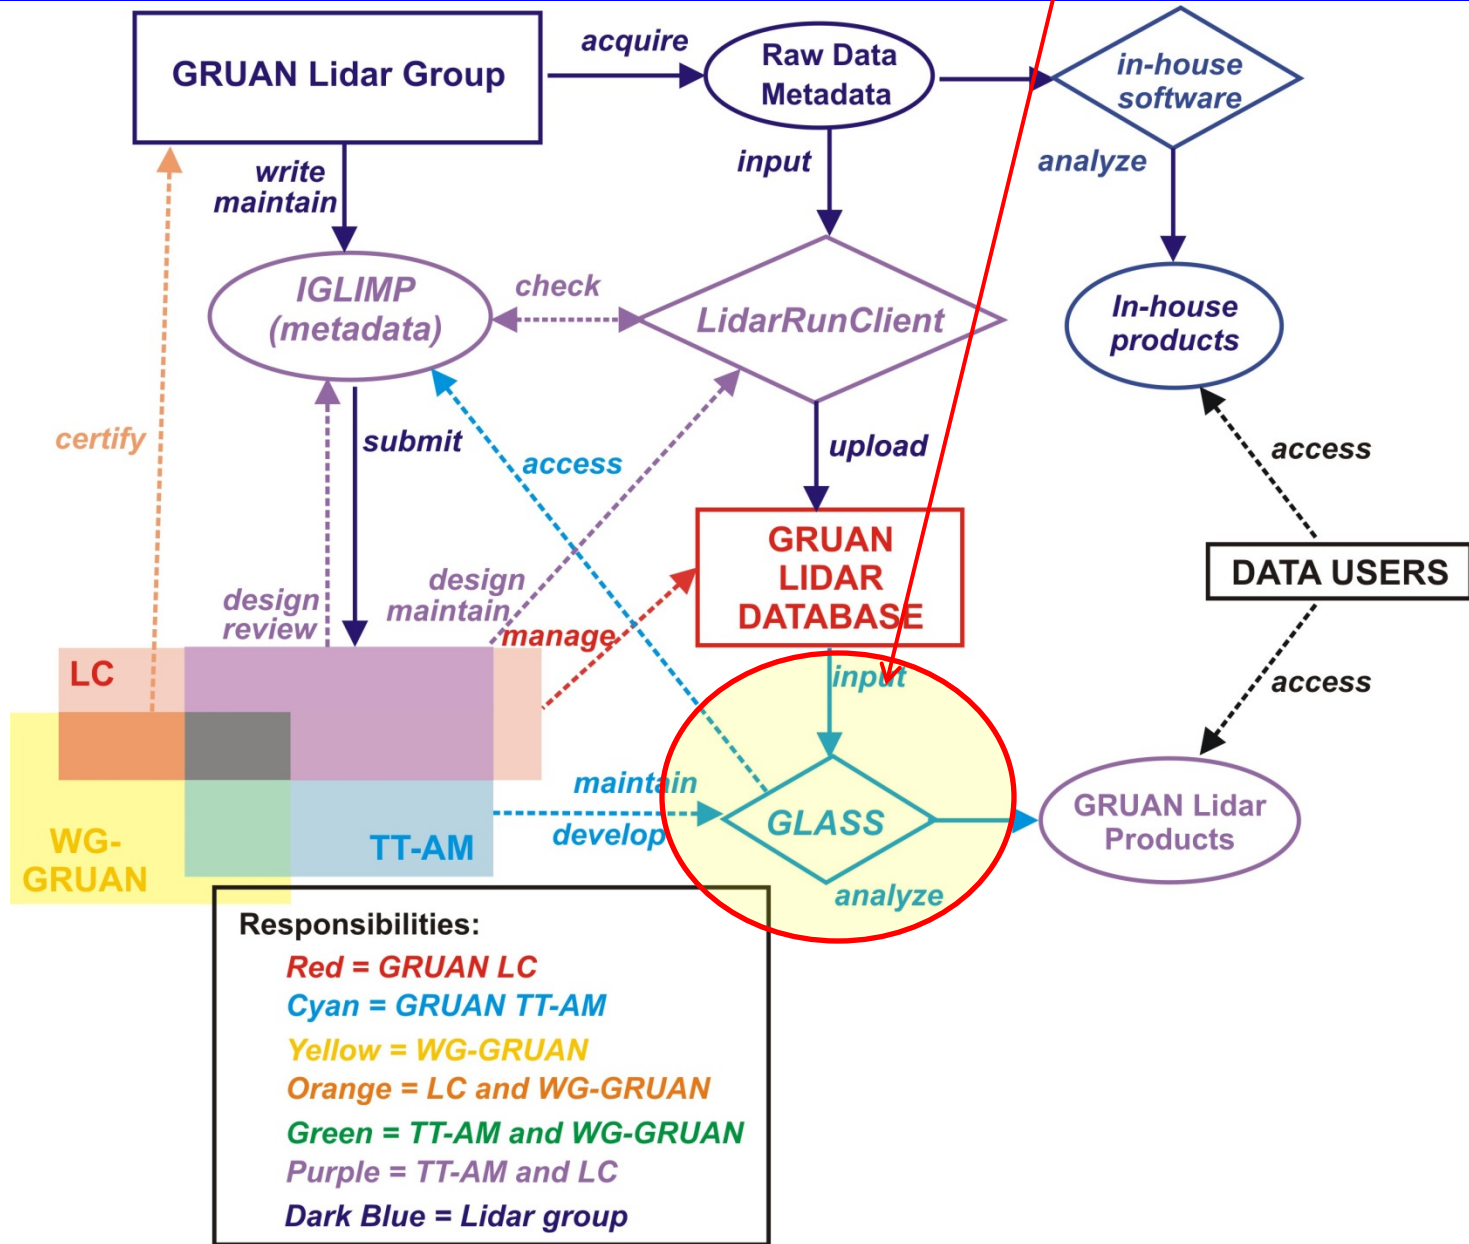 GRUAN Lidar Group
acquire
Raw Data
Metadata
in-house
software
write
maintain
input
analyze
IGLIMP
(metadata)
check
LidarRunClient
In-house
products
certify
submit
access
upload
access
GRUAN
LIDAR
DATABASE
DATA USERS
design
review
design
maintain
manage
LC
input
access
maintain
develop
GLASS
analyze
GRUAN Lidar
Products
WG-
GRUAN
TT-AM
Responsibilities:
Red = GRUAN LC
Cyan = GRUAN TT-AM
Yellow = WG-GRUAN
Orange = LC and WG-GRUAN
Green = TT-AM and WG-GRUAN
Purple = TT-AM and LC
Dark Blue = Lidar group